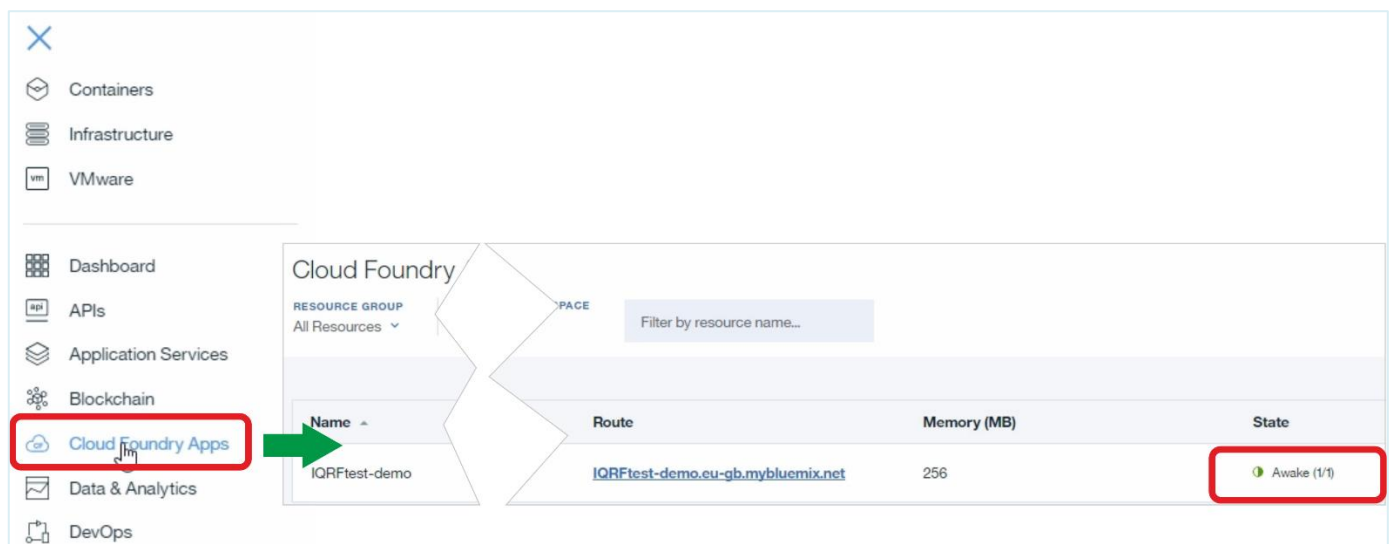 Containers
Infrastructure
vm VMware
Dashboard
api APIs
Application Services
Blockchain
Cloud Foundry Apps
Data & Analytics
DevOps
Cloud Foundry
RESOURCE GROUP
All Resources
Filter by resource name...
Name Route Memory (MB) State
IQRFtest-demo IQRFtest-demo.eu-gb.mybluemix.net 256 Awake (1/1)